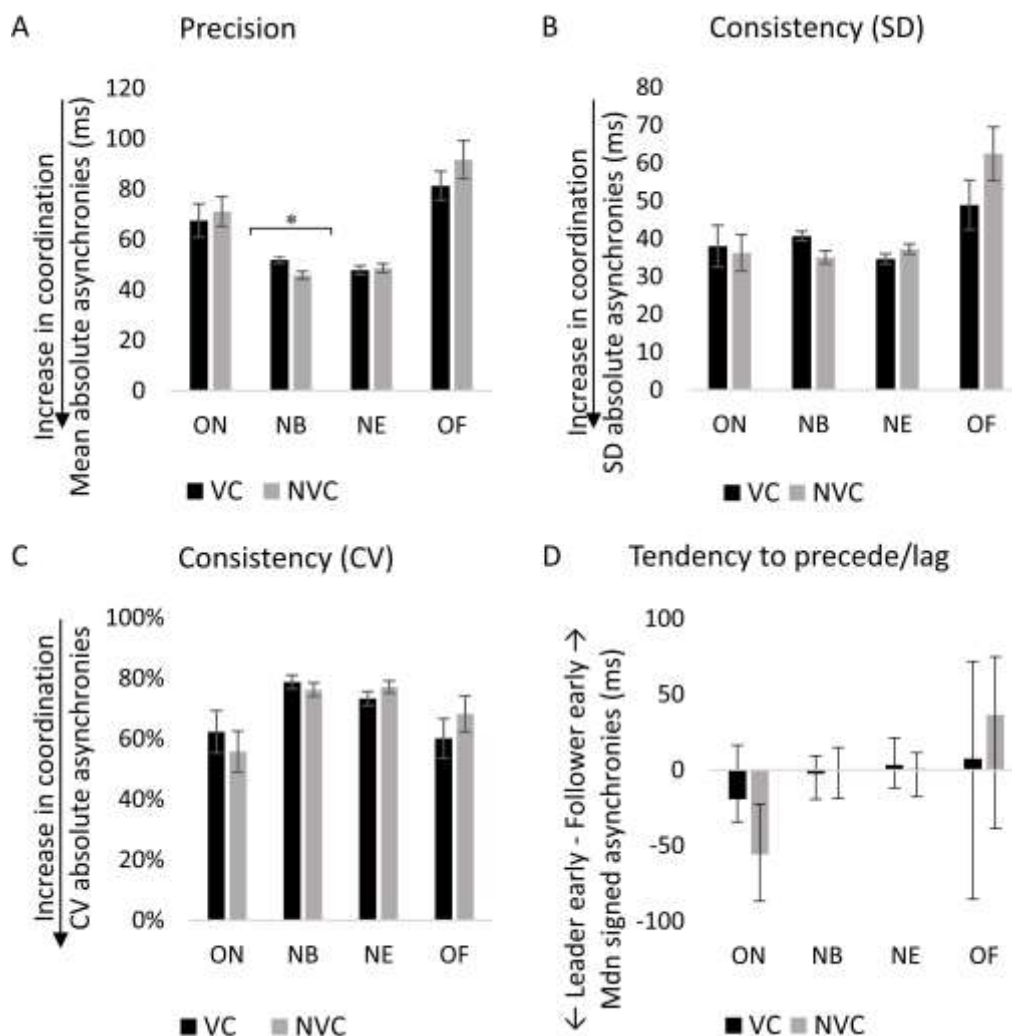 A Precision
Increase in coordination
Mean absolute asynchronies (ms)
120
100
80
60
40
20
0
*
ON NB NE OF
VC NVC
B Consistency (SD)
Increase in coordination
SD absolute asynchronies (ms)
80
70
60
50
40
30
20
10
0
ON NB NE OF
VC NVC
C Consistency (CV)
Increase in coordination
CV absolute asynchronies
100%
80%
60%
40%
20%
0%
ON NB NE OF
VC NVC
D Tendency to precede/lag
← Leader early - Follower early →
Mdn signed asynchronies (ms)
100
50
0
-50
-100
ON NB NE OF
VC NVC